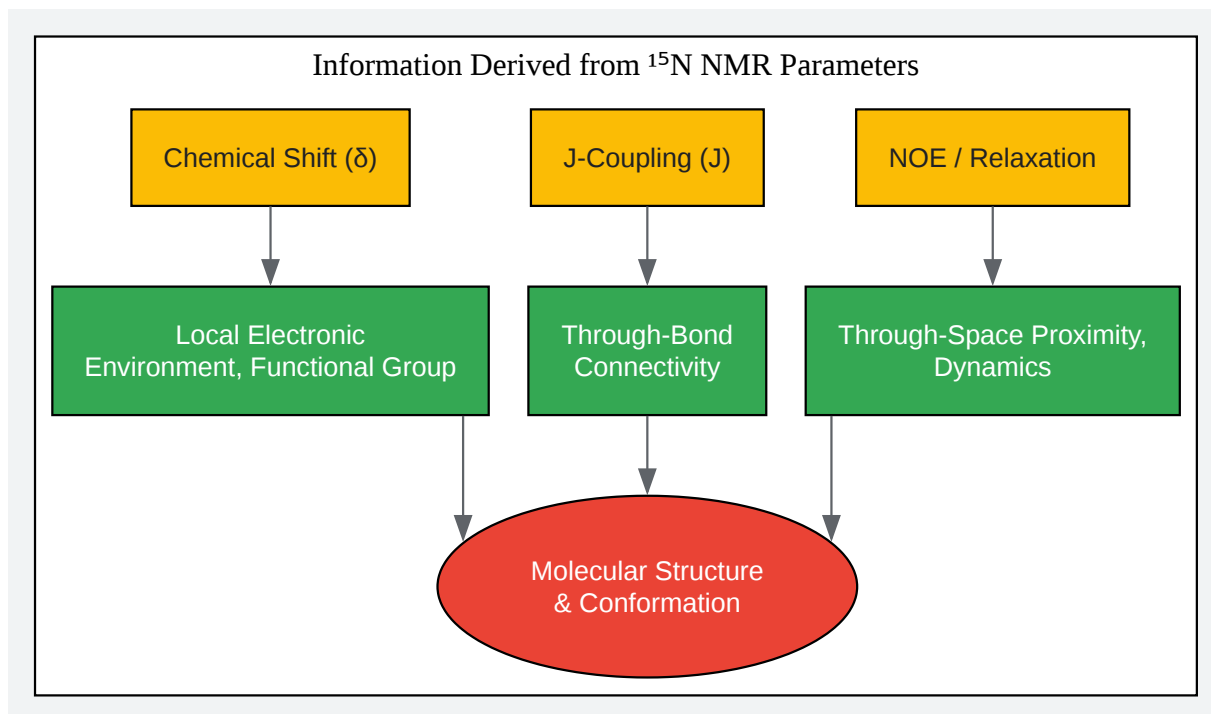 Information Derived from ¹⁵N NMR Parameters
Chemical Shift (δ)
J-Coupling (J)
NOE / Relaxation
Local Electronic
Environment, Functional Group
Through-Bond
Connectivity
Through-Space Proximity,
Dynamics
Molecular Structure
& Conformation